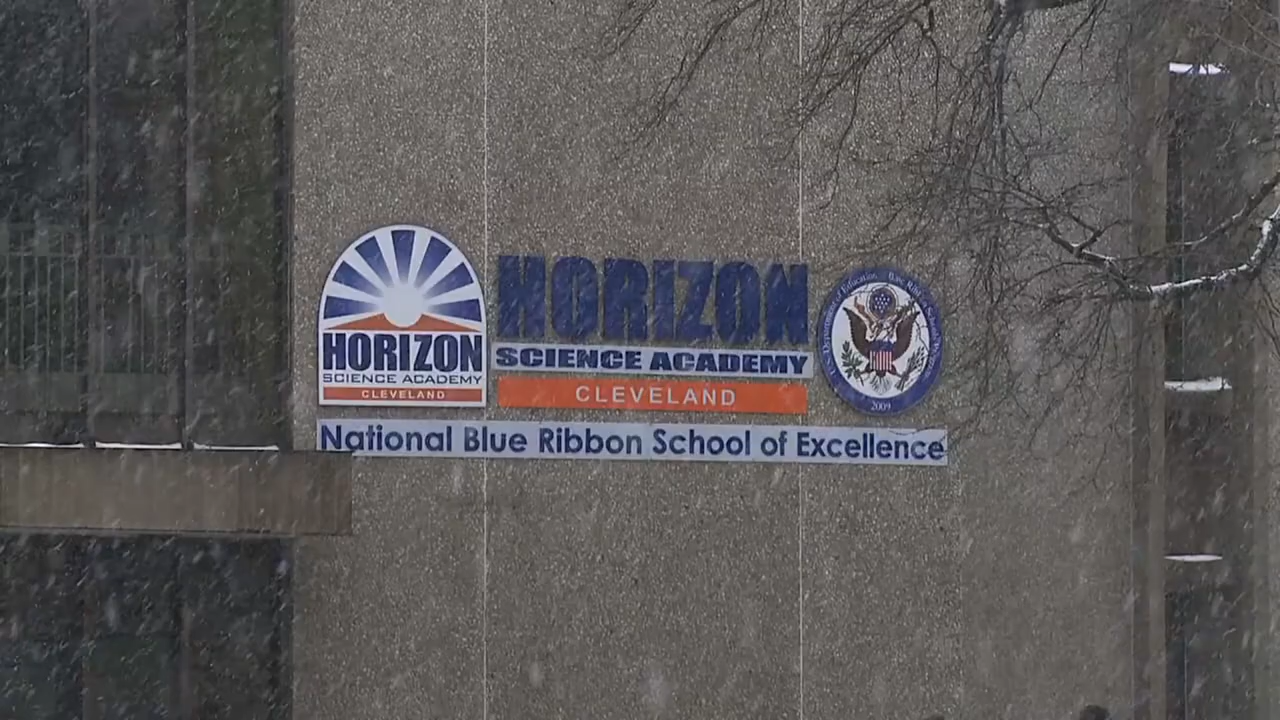 HORIZON
SCIENCE ACADEMY
CLEVELAND
HORIZON
SCIENCE ACADEMY
CLEVELAND
2009
National Blue Ribbon School of Excellence